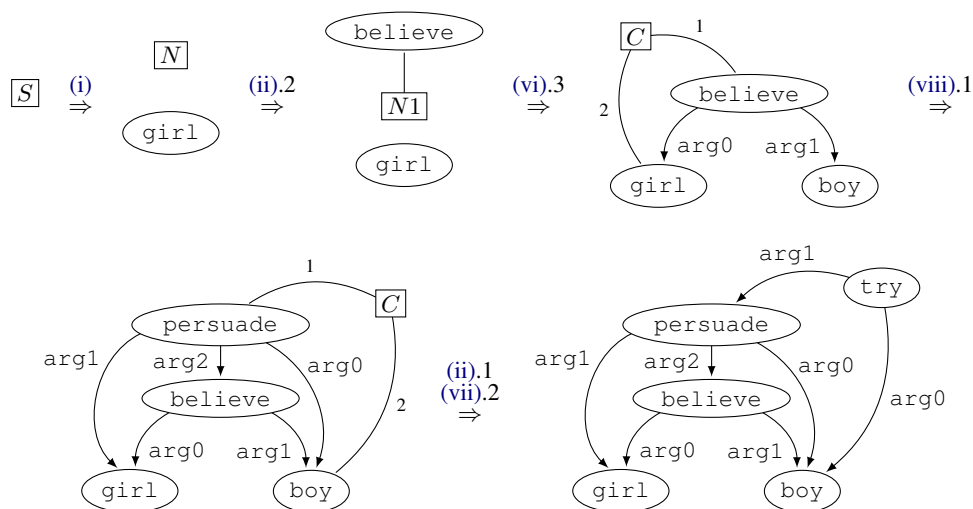 S
(i)
⇒
N
girl
(ii).2
⇒
believe
N1
girl
(vi).3
⇒
C
1
2
believe
arg0
arg1
girl
boy
(viii).1
⇒
1
C
persuade
arg1
arg2
arg0
believe
2
arg0
arg1
girl
boy
(ii).1
(vii).2
⇒
arg1
try
persuade
arg1
arg2
arg0
believe
arg0
arg0
arg1
girl
boy